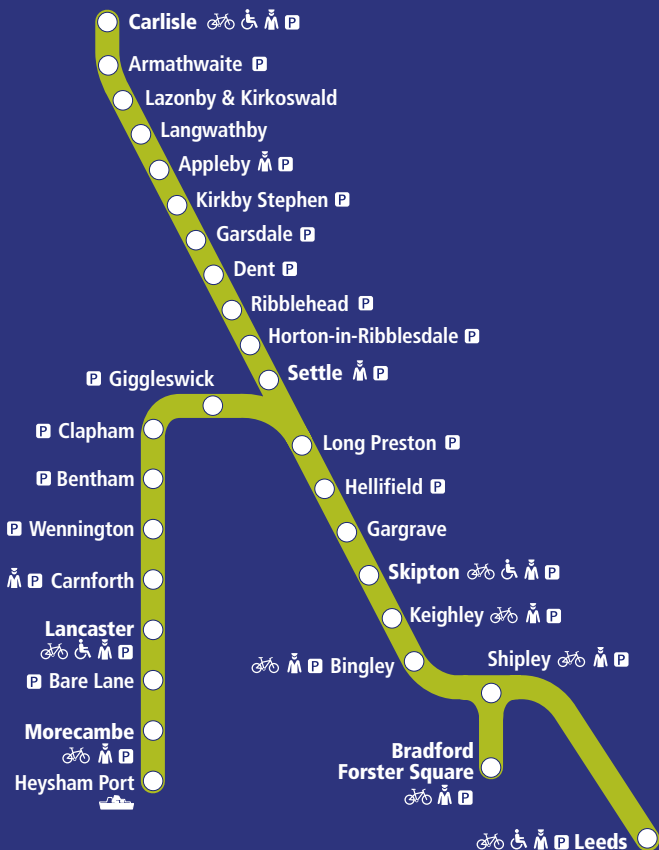 Carlisle P
Armathwaite P
Lazonby & Kirkoswald
Langwathby
Appleby P
Kirkby Stephen P
Garsdale P
Dent P
Ribblehead P
Horton-in-Ribblesdale P
Settle P
P Giggleswick
P Clapham
P Bentham
P Wennington
P Carnforth
Lancaster
P
P Bare Lane
Morecambe
P
Heysham Port
Long Preston P
Hellifield P
Gargrave
Skipton P
Keighley P
P Bingley
Shipley P
Bradford
Forster Square
P
P Leeds